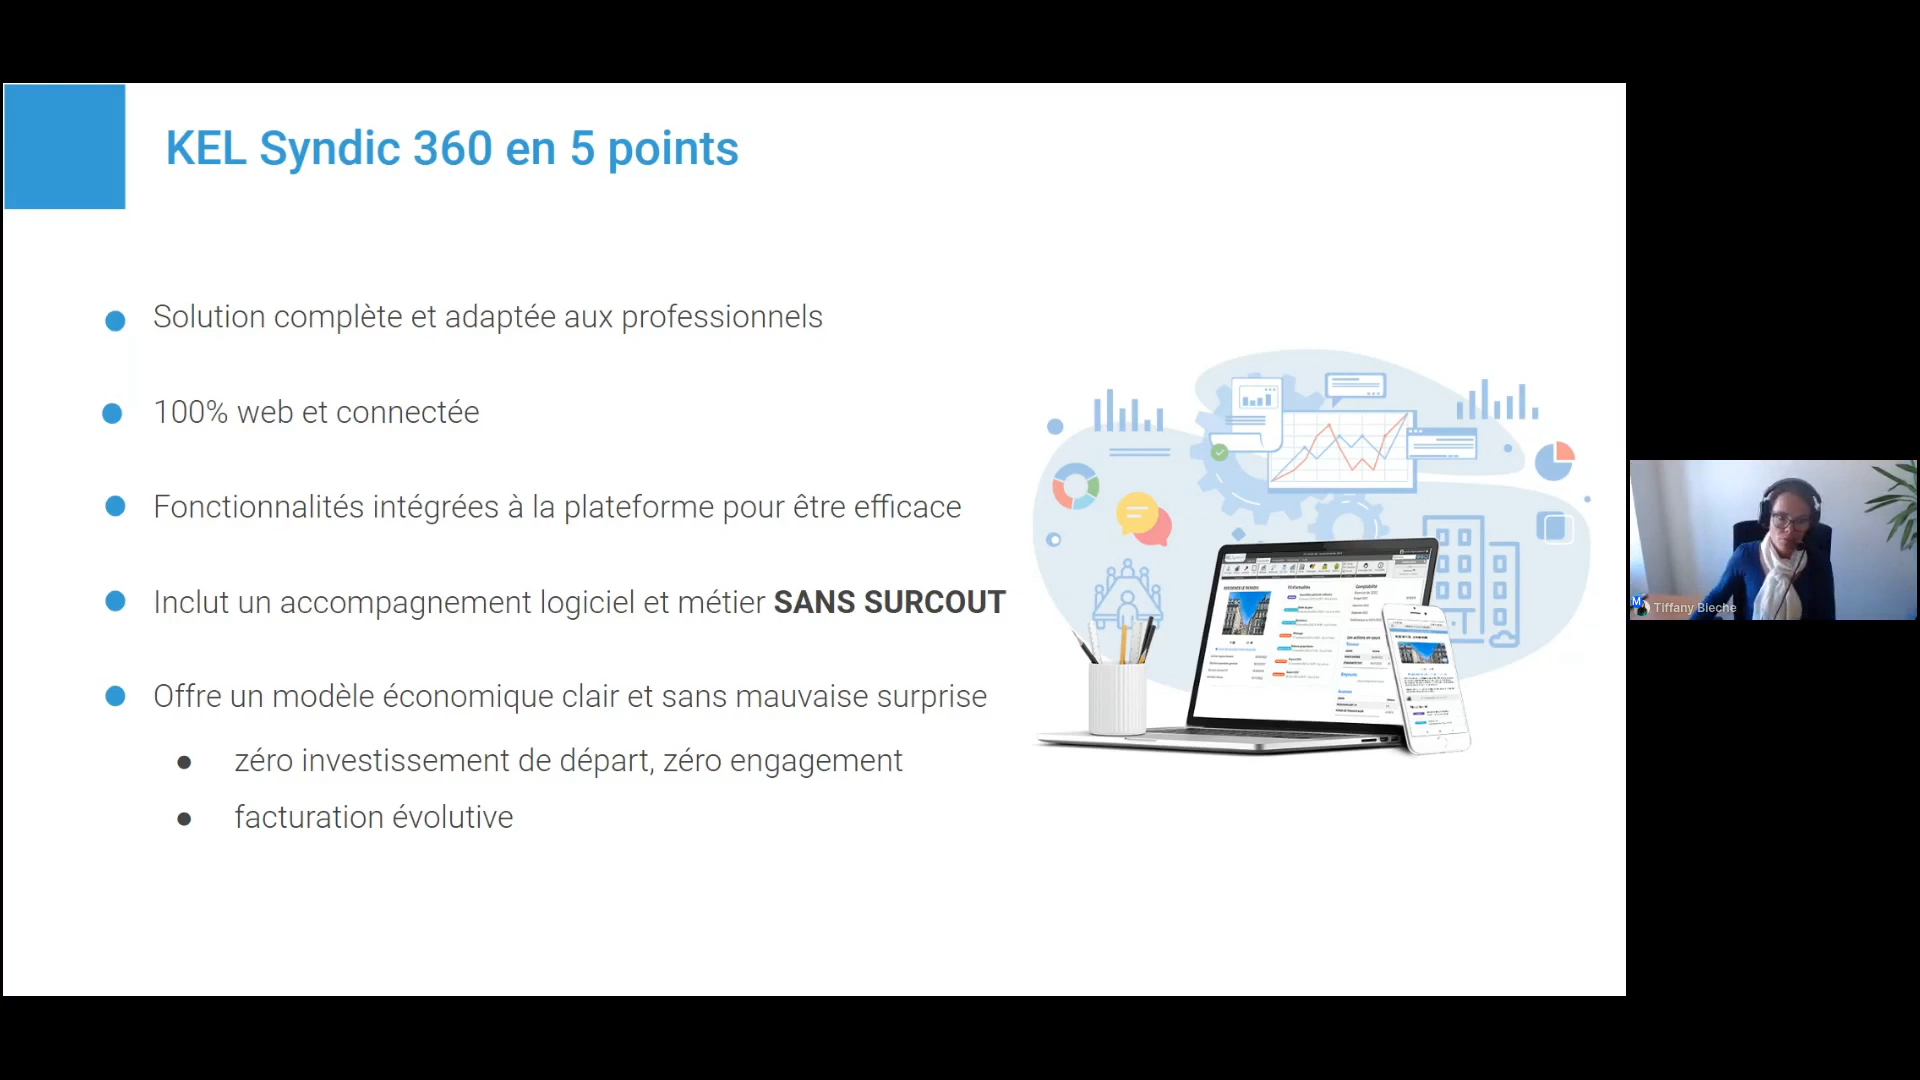 KEL Syndic 360 en 5 points
Solution complète et adaptée aux professionnels
100% web et connectée
Fonctionnalités intégrées à la plateforme pour être efficace
Inclut un accompagnement logiciel et métier SANS SURCOUT
Offre un modèle économique clair et sans mauvaise surprise
zéro investissement de départ, zéro engagement
facturation évolutive
Tiffany Bieche